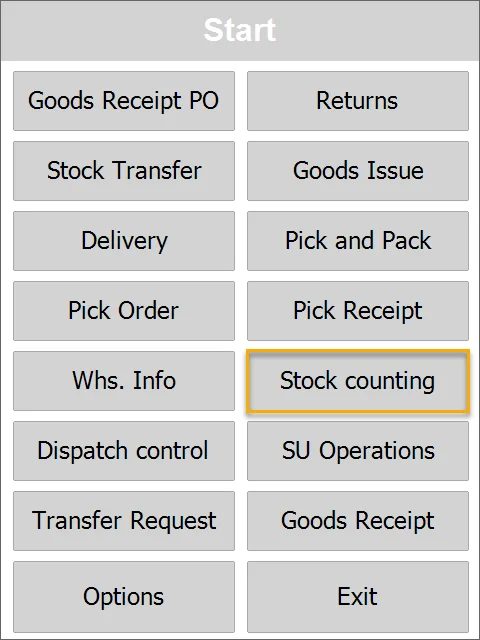 Start
Goods Receipt PO
Returns
Stock Transfer
Goods Issue
Delivery
Pick and Pack
Pick Order
Pick Receipt
Whs. Info
Stock counting
Dispatch control
SU Operations
Transfer Request
Goods Receipt
Options
Exit